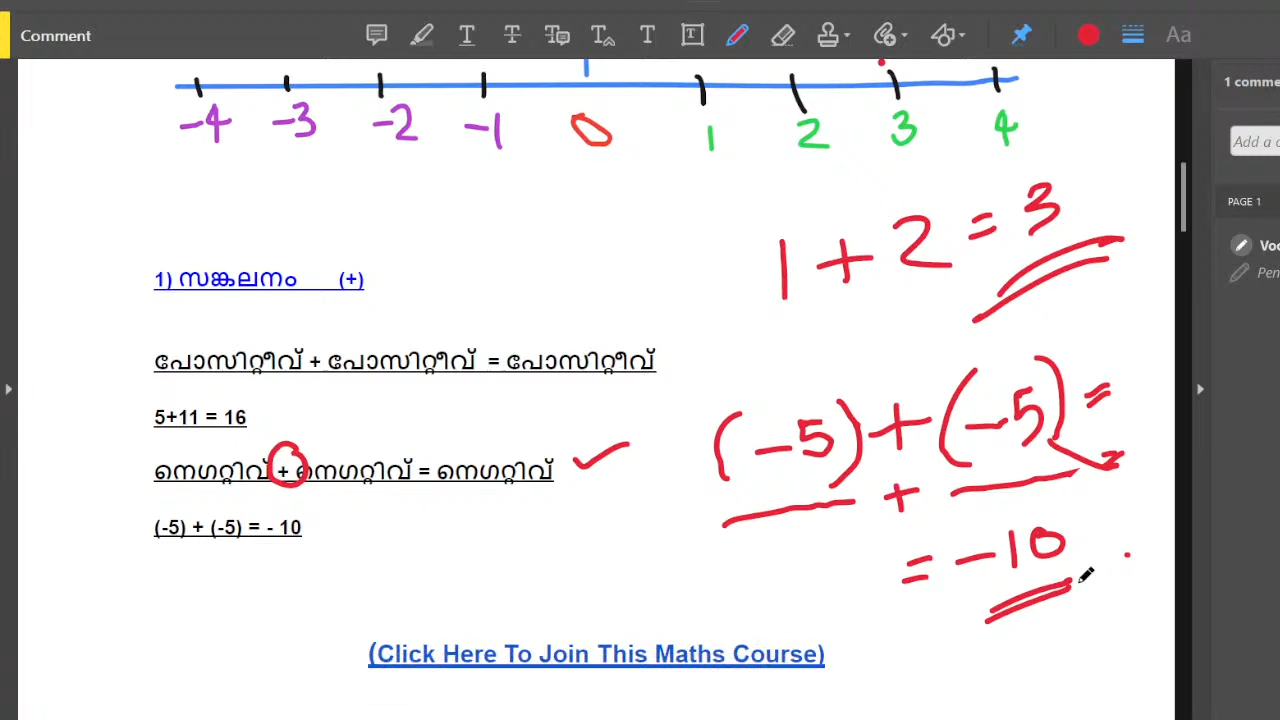 Comment
Aa
1 comme
Add a c
PAGE 1
Voc
Pen
-4 -3 -2 -1 0 1 2 3 4
1 + 2 = 3
1) സങ്കലനം (+)
പോസിറ്റീവ് + പോസിറ്റീവ് = പോസിറ്റീവ്
5+11 = 16
നെഗറ്റിവ് + നെഗറ്റിവ് = നെഗറ്റിവ്
(-5) + (-5) = - 10
(-5) + (-5) =
+
= -10
(Click Here To Join This Maths Course)